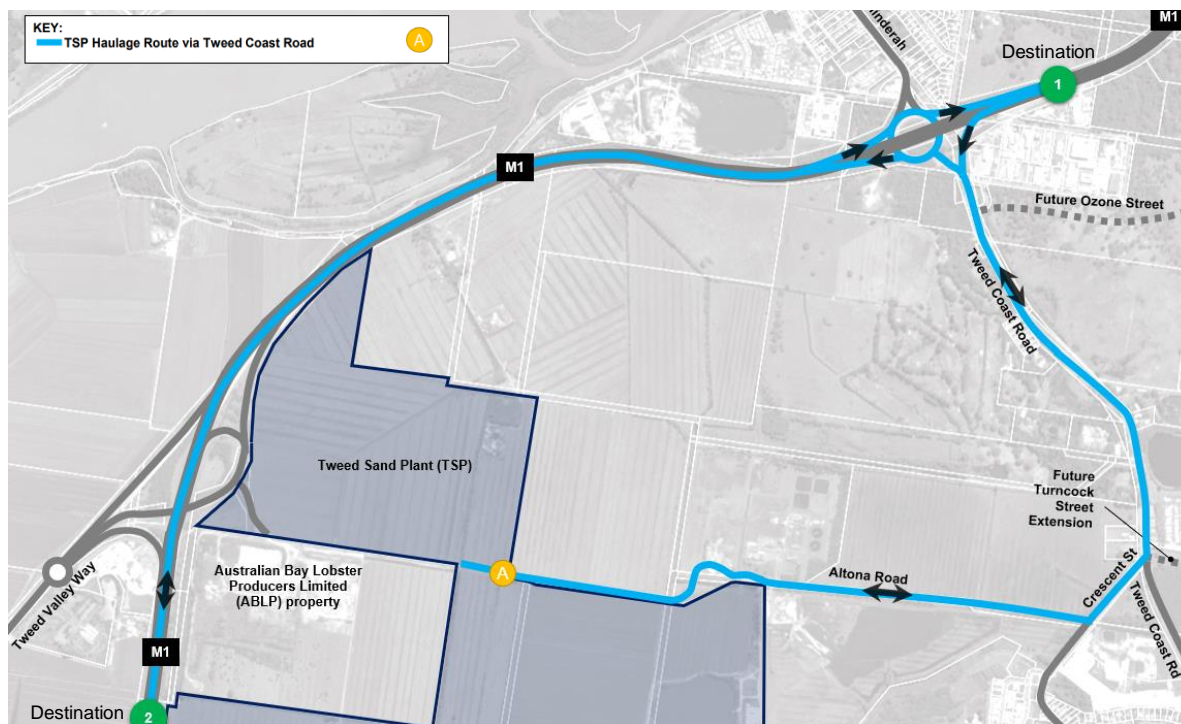 KEY:
TSP Haulage Route via Tweed Coast Road
A
M1
Destination
1
M1
Future Ozone Street
Tweed Coast Road
Tweed Sand Plant (TSP)
Future
Turncock
Street
Extension
A
Australian Bay Lobster
Producers Limited
(ABLP) property
Altona Road
Crescent St
Tweed Coast Rd
Tweed Valley Way
M1
Destination
2